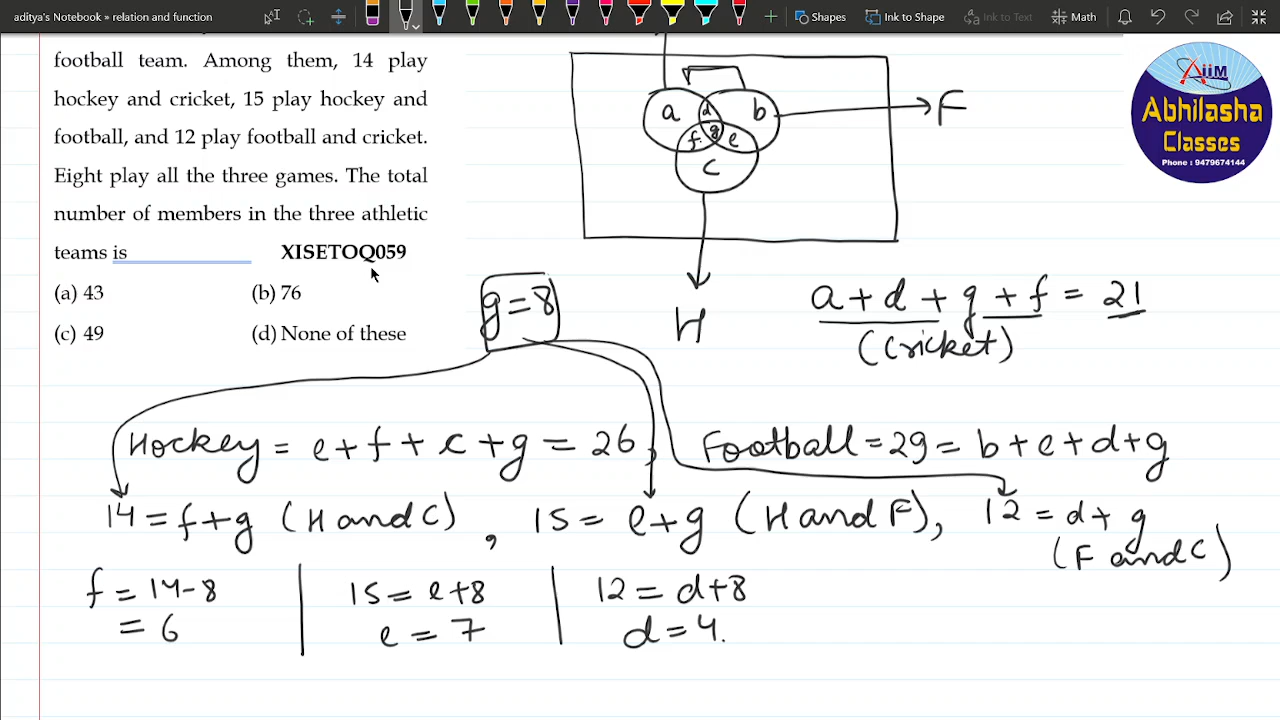 aditya's Notebook » relation and function
Shapes
Ink to Shape
Ink to Text
Math
football team. Among them, 14 play
hockey and cricket, 15 play hockey and
football, and 12 play football and cricket.
Eight play all the three games. The total
number of members in the three athletic
teams is XISETOQ059
(a) 43 (b) 76
(c) 49 (d) None of these
a d b
f g e
c
F
H
AIIM
Abhilasha
Classes
Phone : 9479674144
g=8
a+d+g+f = 21
(Cricket)
Hockey = e+f+c+g = 26, Football = 29 = b+e+d+g
14 = f+g (H and C), 15 = e+g (H and F), 12 = d+g
(F and C)
f = 14-8 15 = e+8 12 = d+8
= 6 e = 7 d = 4.